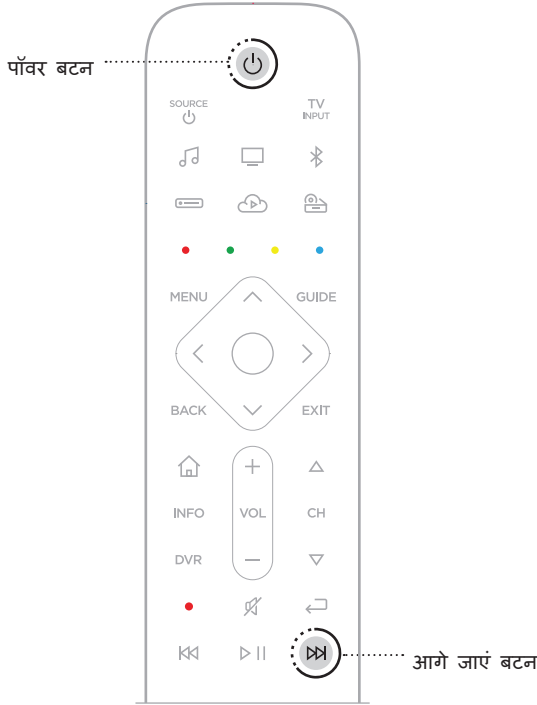 पॉवर बटन
SOURCE
TV
INPUT
MENU
GUIDE
BACK
EXIT
INFO
VOL
CH
DVR
आगे जाएं बटन